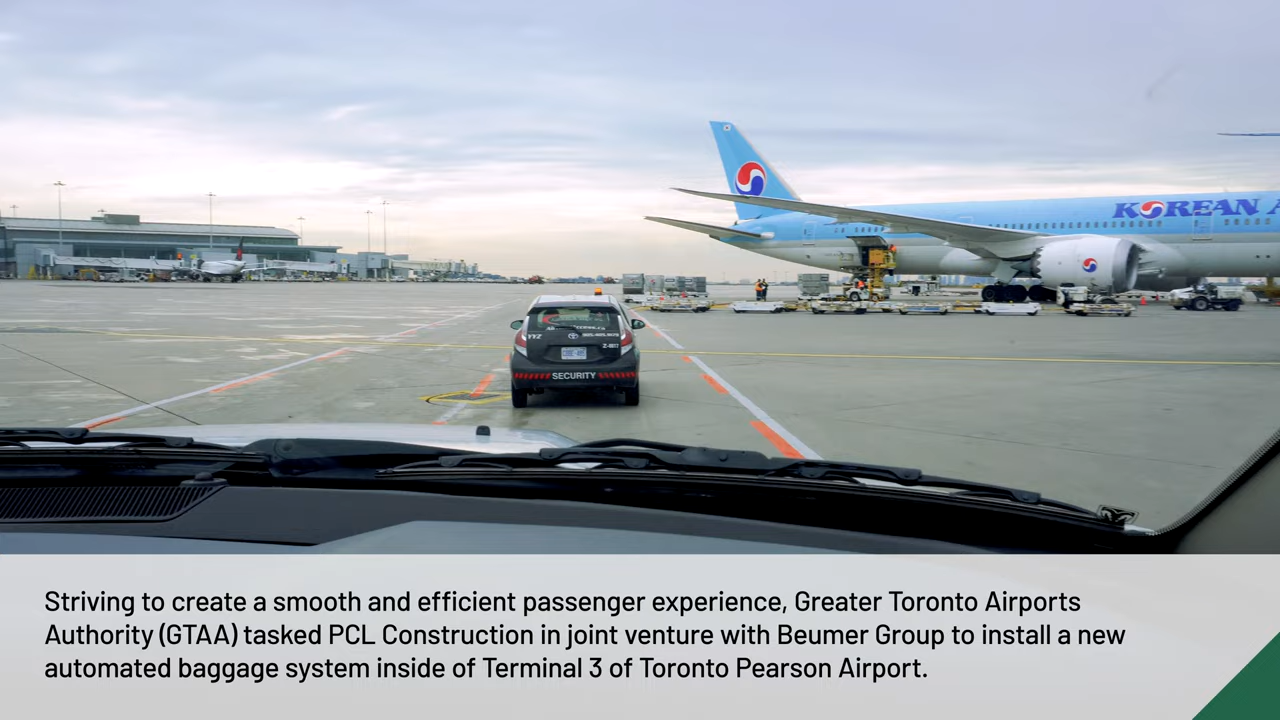 KOREAN A
YYZ
Z-1617
SECURITY
Striving to create a smooth and efficient passenger experience, Greater Toronto Airports
Authority (GTAA) tasked PCL Construction in joint venture with Beumer Group to install a new
automated baggage system inside of Terminal 3 of Toronto Pearson Airport.